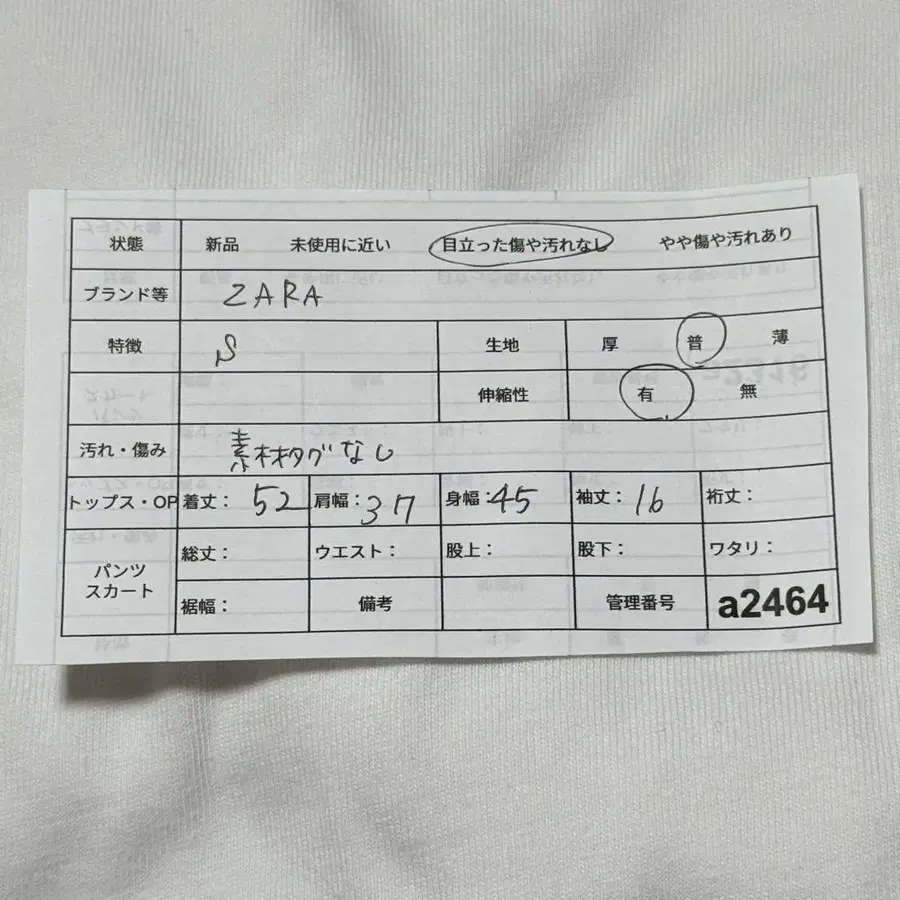 状態 新品 未使用に近い 目立った傷や汚れなし やや傷や汚れあり
ブランド等 ZARA
特徴 S 生地 厚 普 薄
伸縮性 有 無
汚れ・傷み 素材タグなし
トップス・OP 着丈： 52 肩幅： 37 身幅： 45 袖丈： 16 裄丈：
パンツ スカート 総丈： ウエスト： 股上： 股下： ワタリ：
裾幅： 備考 管理番号 a2464